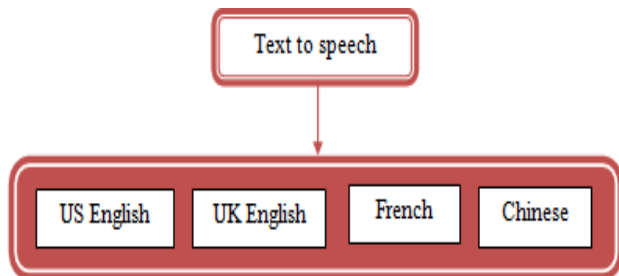 Text to speech
US English
UK English
French
Chinese